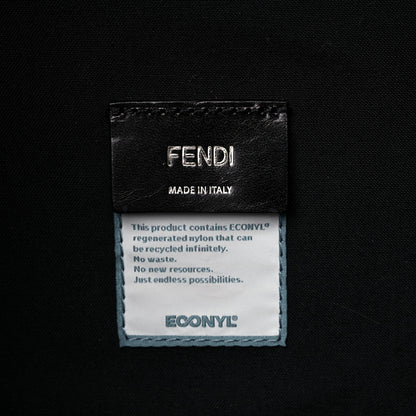 FENDI
MADE IN ITALY
This product contains ECONYL®
regenerated nylon that can
be recycled infinitely.
No waste.
No new resources.
Just endless possibilities.
ECONYL®